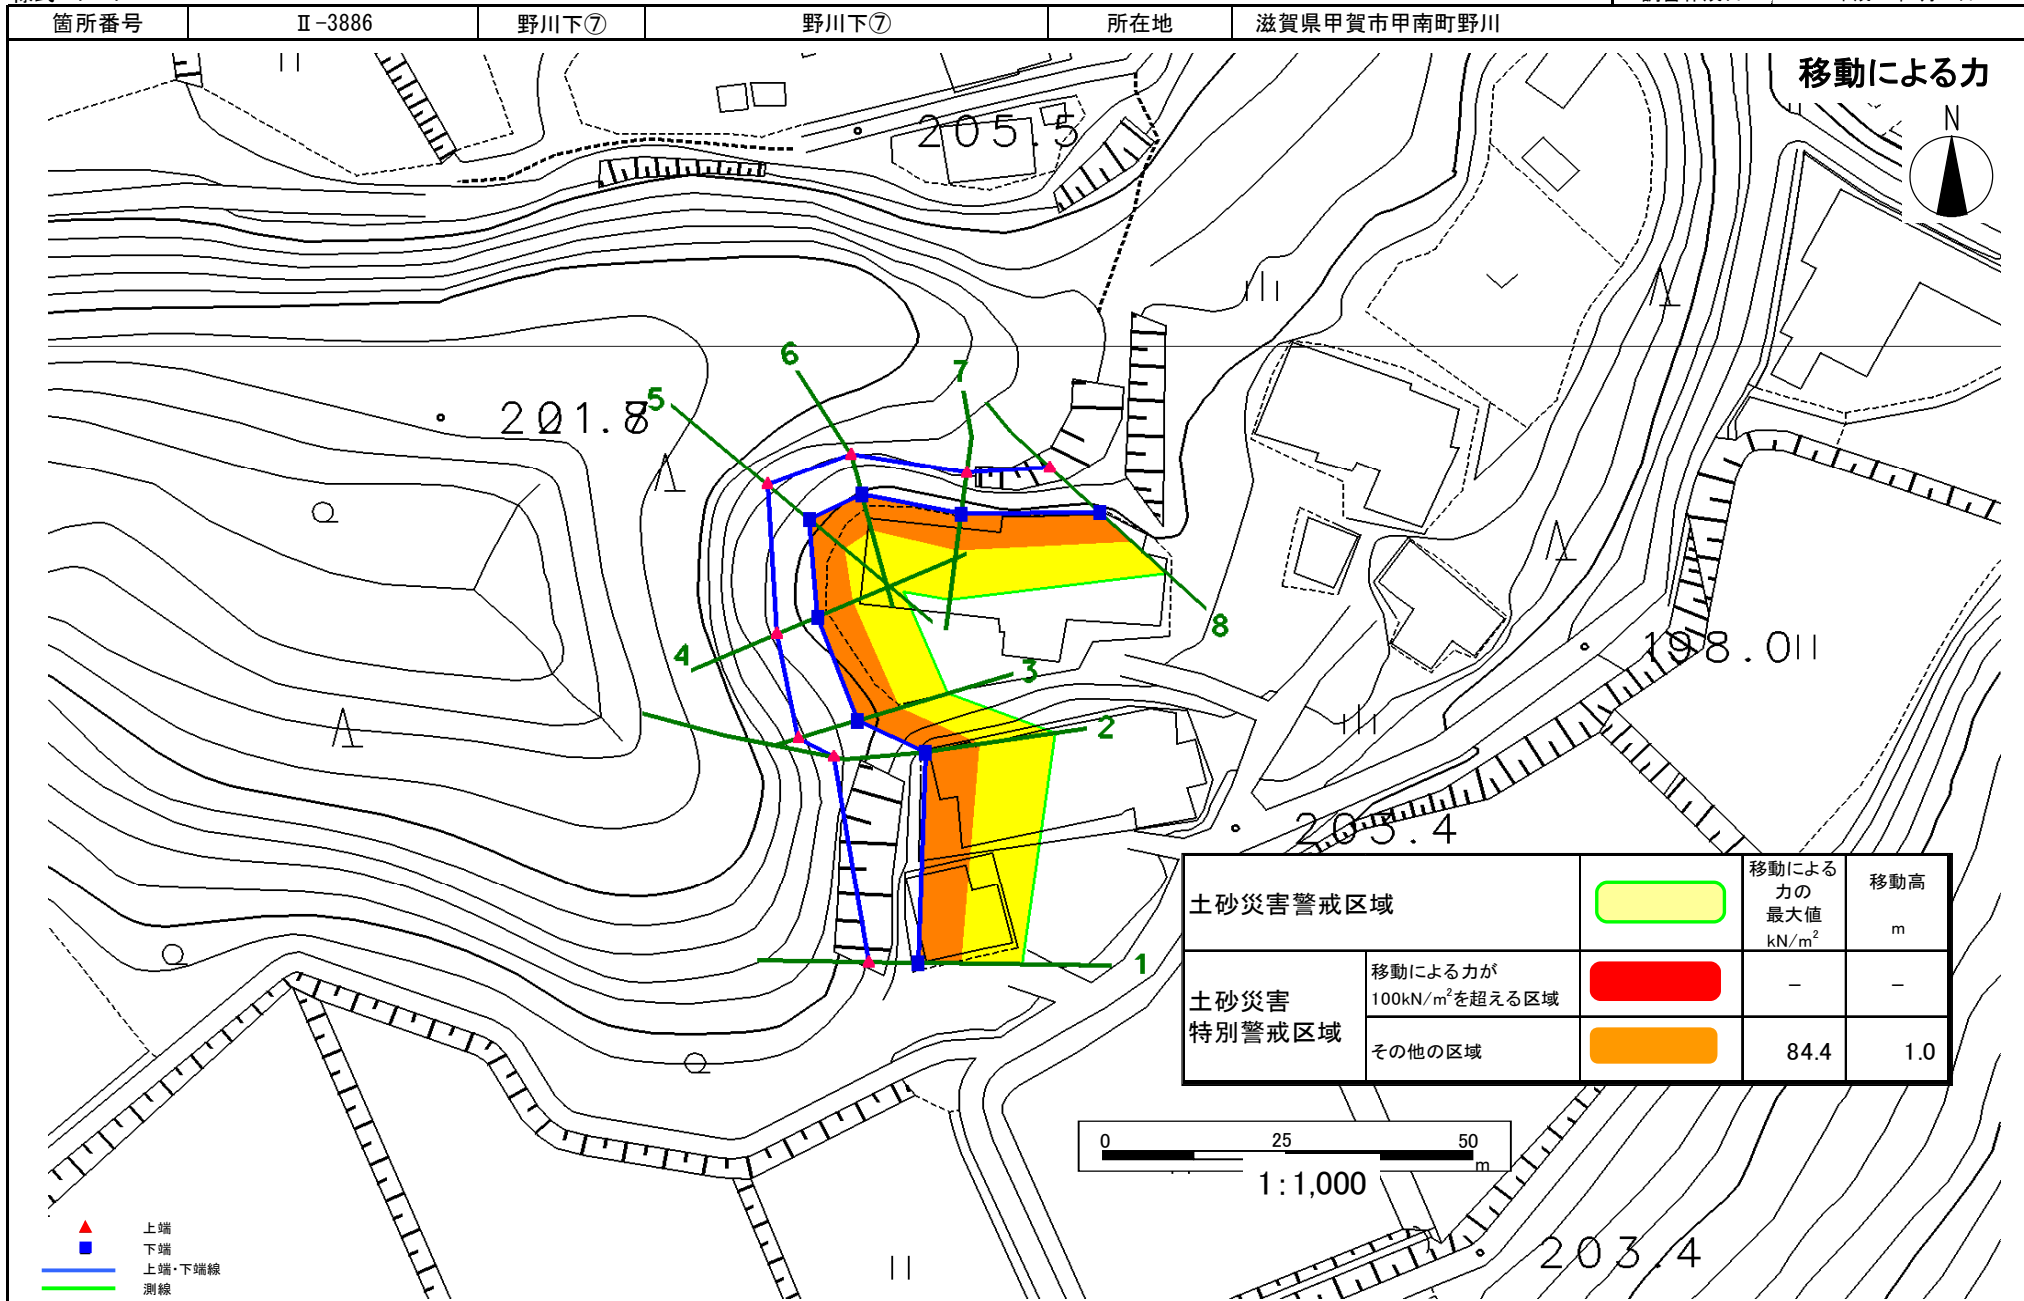 箇所番号 Ⅱ-3886 野川下⑦ 野川下⑦ 所在地 滋賀県甲賀市甲南町野川
移動による力
N
205.5
6
7
5
201.8
8
4
3
198.0
2
203.4
1
移動による力の最大値 kN/m²
移動高 m
土砂災害警戒区域
土砂災害特別警戒区域
移動による力が100kN/m²を超える区域 － －
その他の区域 84.4 1.0
0 25 50 m
1:1,000
203.4
上端
下端
上端・下端線
測線